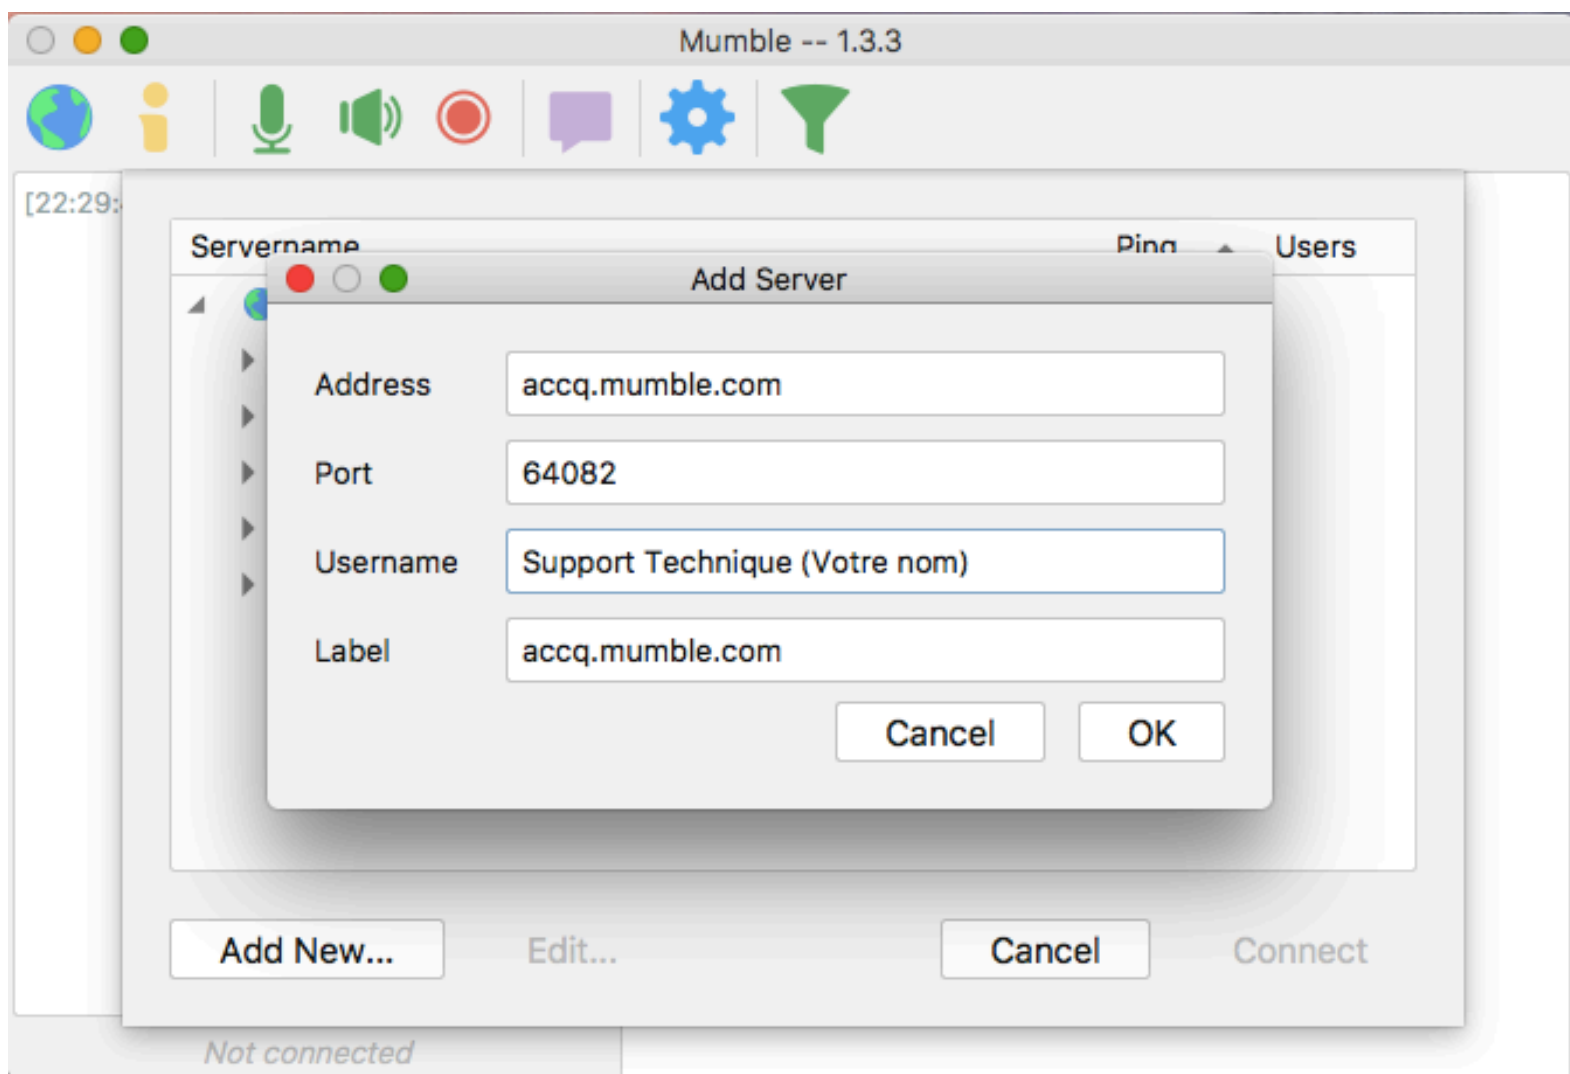 Mumble -- 1.3.3
[22:29:
Servername Ping Users
Add Server
Address accq.mumble.com
Port 64082
Username Support Technique (Votre nom)
Label accq.mumble.com
Cancel OK
Add New... Edit... Cancel Connect
Not connected